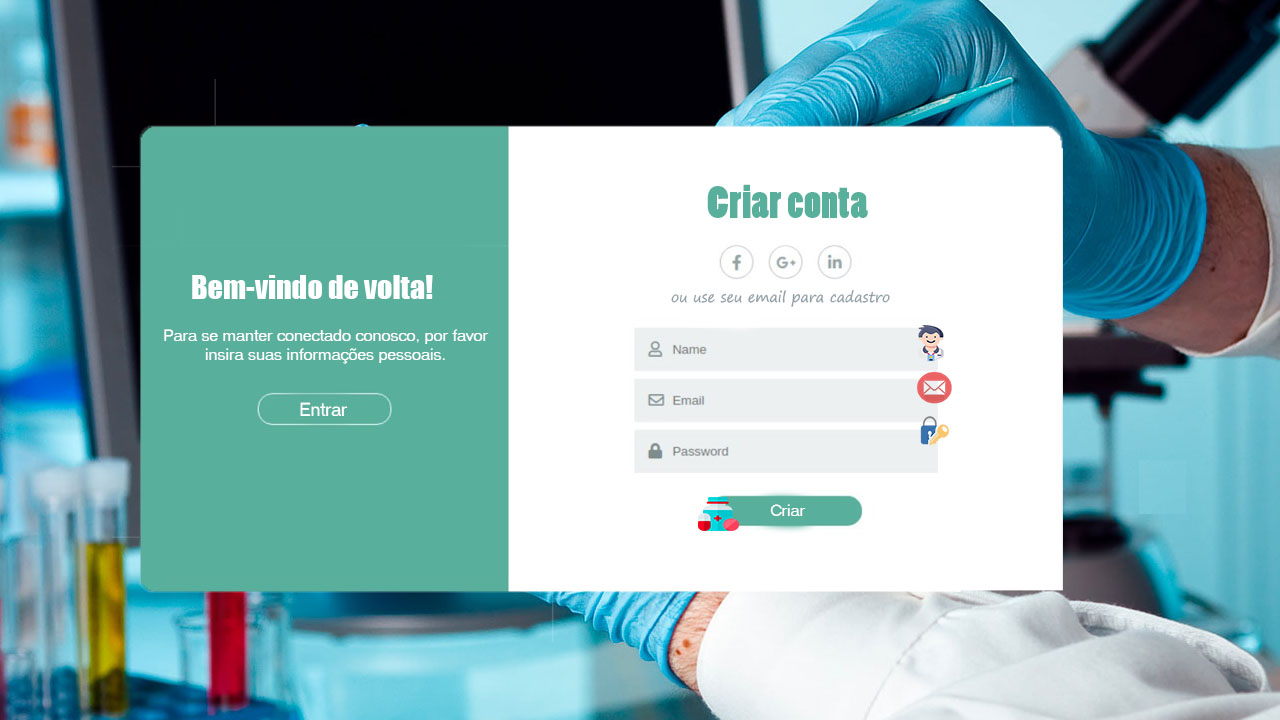 Bem-vindo de volta!
Para se manter conectado conosco, por favor
insira suas informações pessoais.
Entrar
Criar conta
f G+ in
ou use seu email para cadastro
Name
Email
Password
Criar